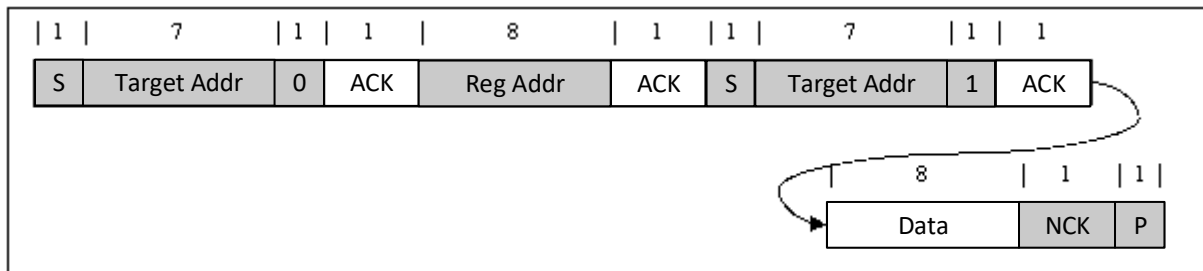 | 1 | 7 | 1 | 1 | 8 | 1 | 1 | 7 | 1 | 1
S Target Addr 0 ACK Reg Addr ACK S Target Addr 1 ACK
| 8 | 1 | 1 |
Data NCK P